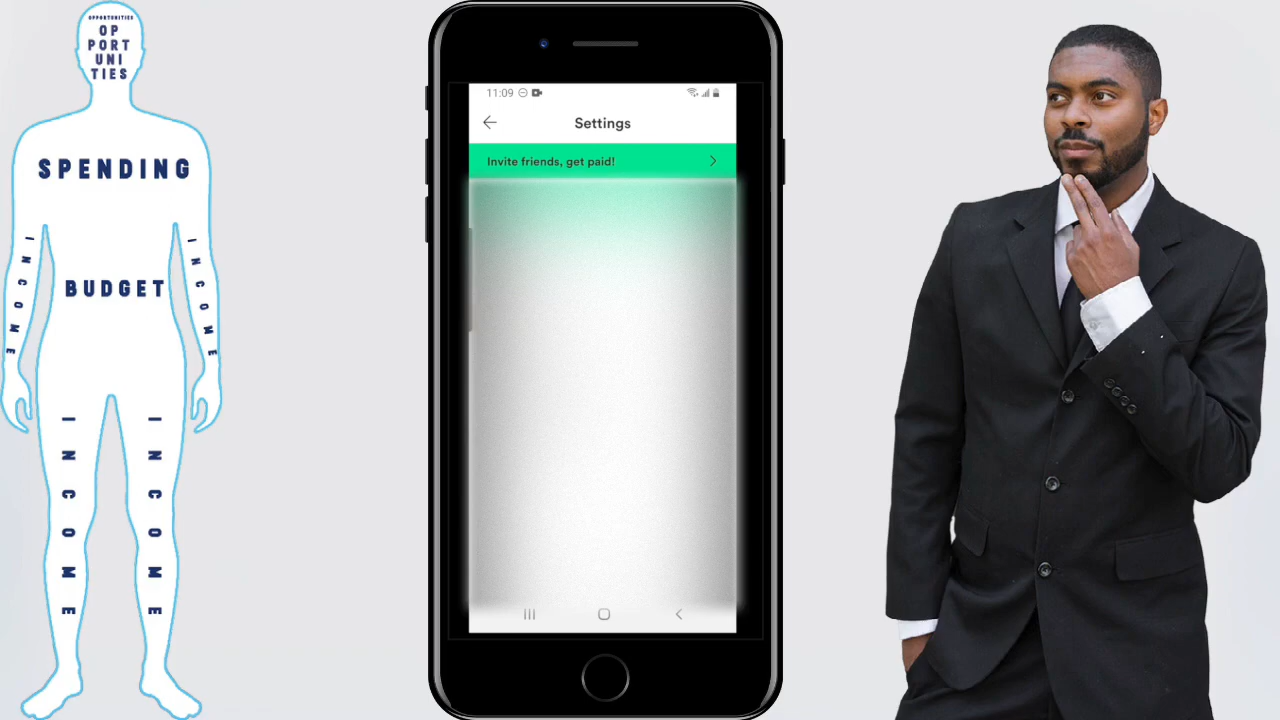 OPPORTUNITIES
OP
PORT
UNI
TIES
SPENDING
INCOME
INCOME
BUDGET
INCOME
INCOME
11:09
Settings
Invite friends, get paid!